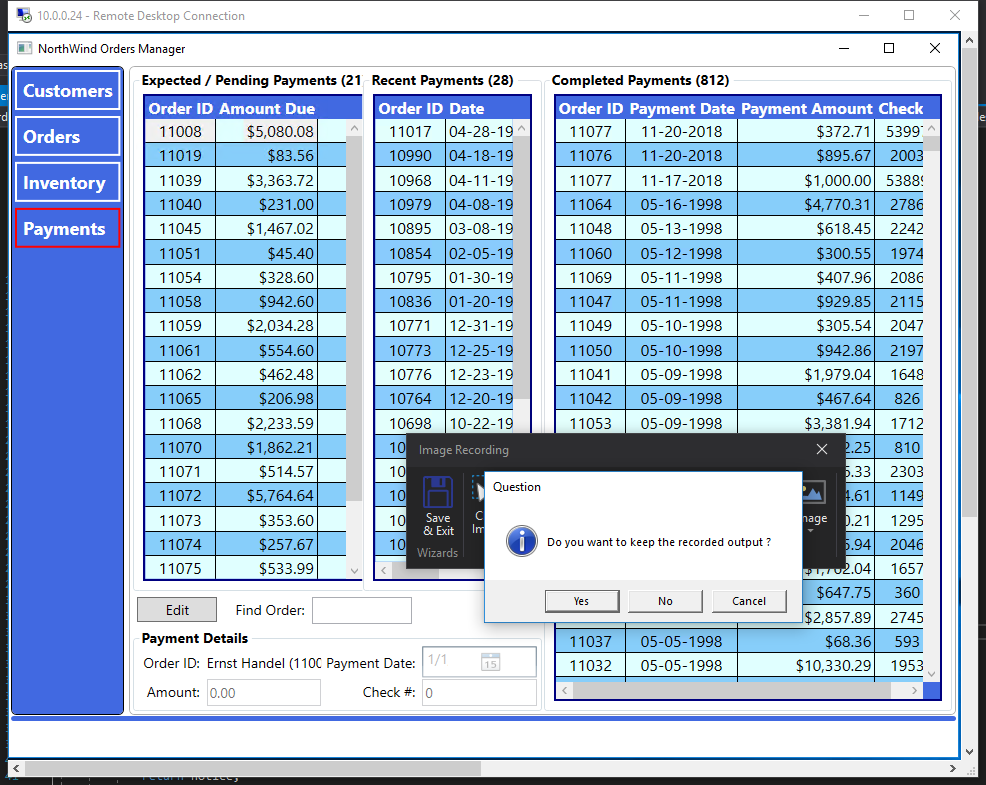 10.0.0.24 - Remote Desktop Connection
NorthWind Orders Manager
Customers
Orders
Inventory
Payments
Expected / Pending Payments (21
Order ID Amount Due
11008 $5,080.08
11019 $83.56
11039 $3,363.72
11040 $231.00
11045 $1,467.02
11051 $45.40
11054 $328.60
11058 $942.60
11059 $2,034.28
11061 $554.60
11062 $462.48
11065 $206.98
11068 $2,233.59
11070 $1,862.21
11071 $514.57
11072 $5,764.64
11073 $353.60
11074 $257.67
11075 $533.99
Recent Payments (28)
Order ID Date
11017 04-28-19
10990 04-18-19
10968 04-11-19
10979 04-08-19
10895 03-08-19
10854 02-05-19
10795 01-30-19
10836 01-20-19
10771 12-31-19
10773 12-25-19
10776 12-23-19
10764 12-20-19
10698 10-22-19
10
10
10
10
10
Completed Payments (812)
Order ID Payment Date Payment Amount Check
11077 11-20-2018 $372.71 5399
11076 11-20-2018 $895.67 2003
11077 11-17-2018 $1,000.00 5388
11064 05-16-1998 $4,770.31 2786
11048 05-13-1998 $618.45 2242
11060 05-12-1998 $300.55 1974
11069 05-11-1998 $407.96 2086
11047 05-11-1998 $929.85 2115
11049 05-10-1998 $305.54 2047
11050 05-10-1998 $942.86 2197
11041 05-09-1998 $1,979.04 1648
11042 05-09-1998 $467.64 826
11053 05-09-1998 $3,381.94 1712
2.25 810
.33 2303
.61 1149
0.21 1295
.94 2046
2.04 1657
$647.75 360
$2,857.89 2745
11037 05-05-1998 $68.36 593
11032 05-05-1998 $10,330.29 1953
Image Recording
Save
& Exit
Wizards
C
Im
mage
Question
Do you want to keep the recorded output ?
Yes No Cancel
Edit Find Order:
Payment Details
Order ID: Ernst Handel (1100 Payment Date: 1/1 15
Amount: 0.00 Check #: 0
return notice;